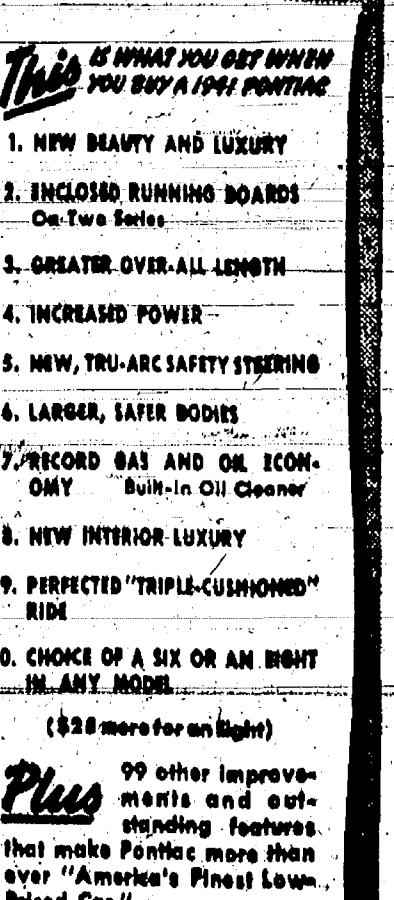 This IS WHAT YOU GET WHEN
YOU BUY A 1941 PONTIAC
1. NEW BEAUTY AND LUXURY
2. ENCLOSED RUNNING BOARDS
On Two Series
3. GREATER OVER-ALL LENGTH
4. INCREASED POWER
5. NEW, TRU-ARC SAFETY STEERING
6. LARGER, SAFER BODIES
7. RECORD GAS AND OIL ECON-
OMY Built-In Oil Cleaner
8. NEW INTERIOR LUXURY
9. PERFECTED "TRIPLE-CUSHIONED"
RIDE
0. CHOICE OF A SIX OR AN EIGHT
IN ANY MODEL
($28 more for an Eight)
Plus 99 other improve-
ments and out-
standing features
that make Pontiac more than
ever "America's Finest Low-
Priced Car."